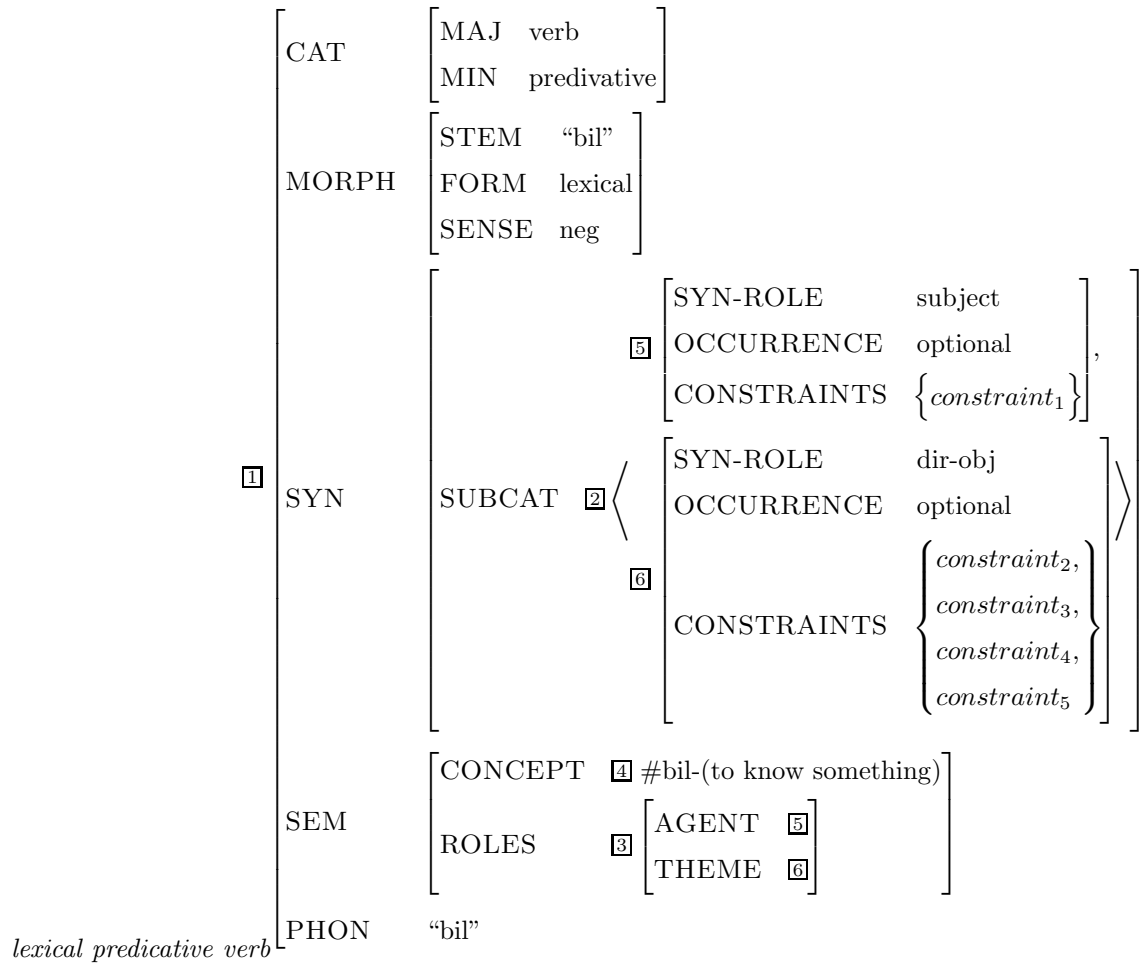 CAT
MAJ verb
MIN predivative
MORPH
STEM “bil”
FORM lexical
SENSE neg
1
SYN
SUBCAT 2 ⟨
5
SYN-ROLE subject
OCCURRENCE optional
CONSTRAINTS {constraint₁}
,
6
SYN-ROLE dir-obj
OCCURRENCE optional
CONSTRAINTS
{constraint₂,
constraint₃,
constraint₄,
constraint₅}
⟩
SEM
CONCEPT 4 #bil-(to know something)
ROLES 3
AGENT 5
THEME 6
PHON “bil”
lexical predicative verb